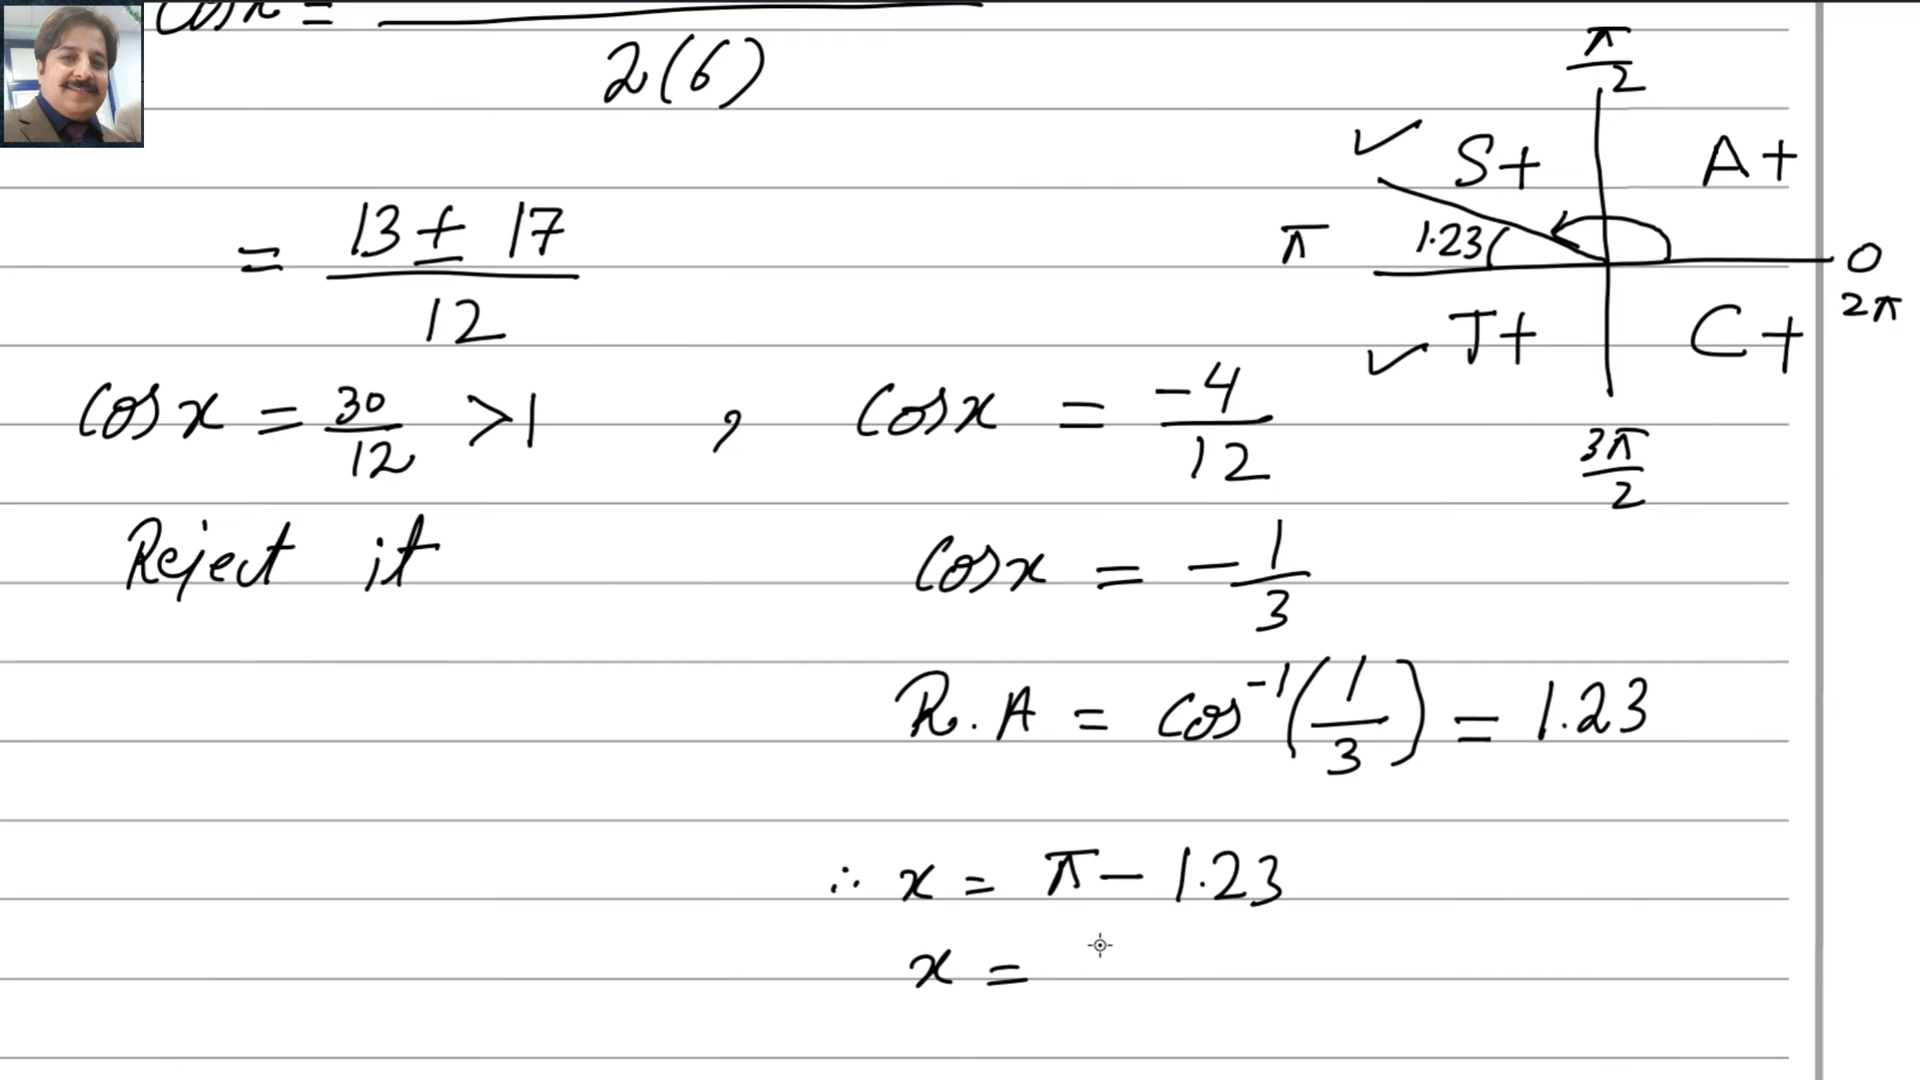 cos x =
2(6)
= 13 ± 17 / 12
cos x = 30/12 > 1 , cos x = -4/12
Reject it
cos x = -1/3
R.A = cos⁻¹(1/3) = 1.23
∴ x = π - 1.23
x =
π/2
✓ S+ A+
π 1.23 0
2π
✓ T+ C+
3π/2